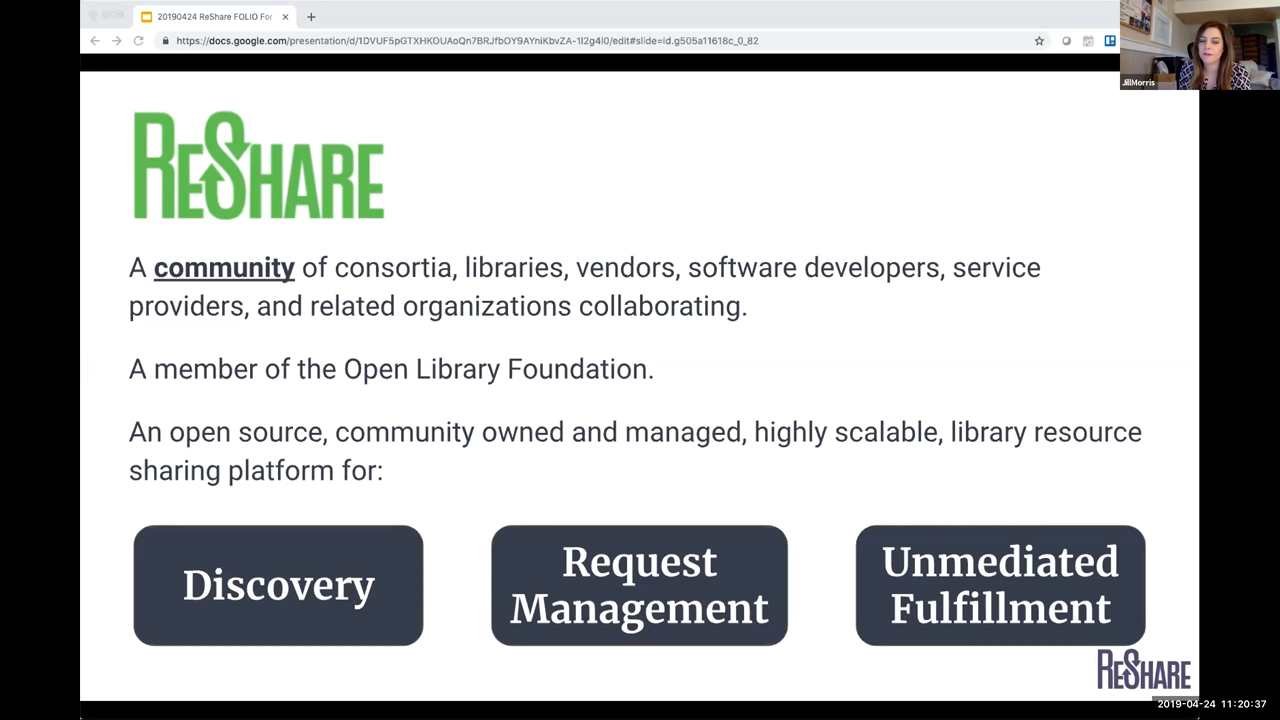 20190424 ReShare FOLIO For
https://docs.google.com/presentation/d/1DVUF5pGTXHKOUAoQn7BRJfbOY9AYniKbvZA-1I2g4l0/edit#slide=id.g505a11618c_0_82
JillMorris
RESHARE
A community of consortia, libraries, vendors, software developers, service
providers, and related organizations collaborating.
A member of the Open Library Foundation.
An open source, community owned and managed, highly scalable, library resource
sharing platform for:
Discovery
Request
Management
Unmediated
Fulfillment
RESHARE
2019-04-24 11:20:37